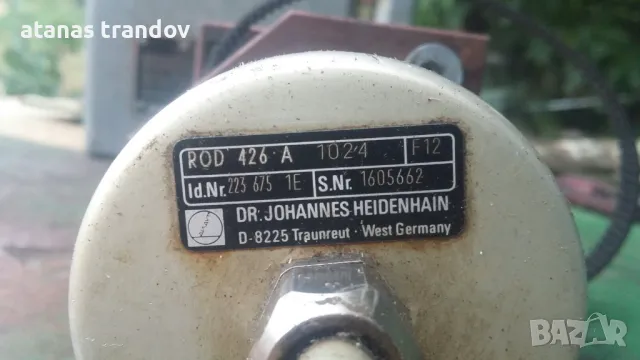 atanas trandov
ROD 426 A 1024 F12
Id.Nr. 223 675 1E S.Nr. 1605662
DR. JOHANNES HEIDENHAIN
D-8225 Traunreut · West Germany
BAZAR